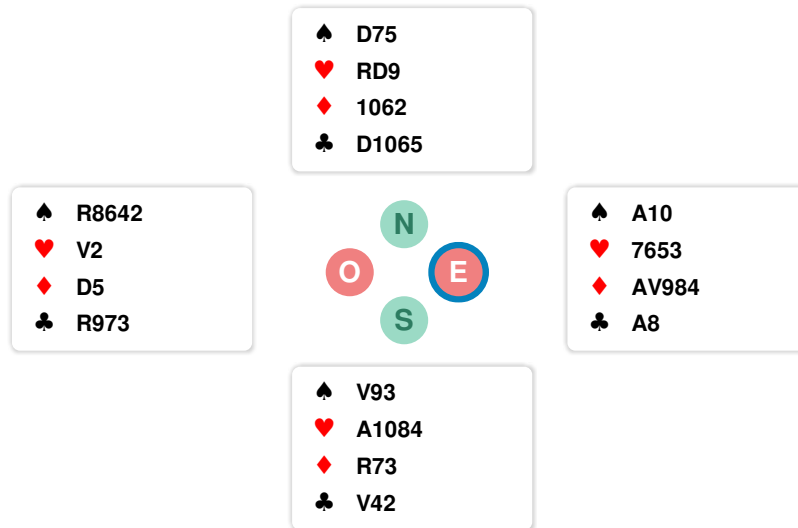 ♠ D75
♥ RD9
♦ 1062
♣ D1065
♠ R8642
♥ V2
♦ D5
♣ R973
N
O E
S
♠ A10
♥ 7653
♦ AV984
♣ A8
♠ V93
♥ A1084
♦ R73
♣ V42